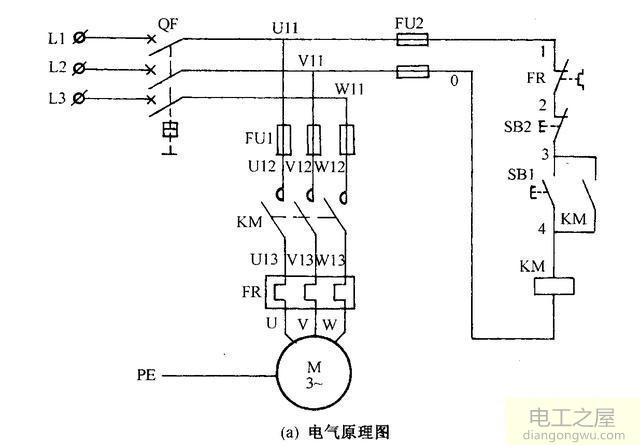 QF
U11
FU2
L1
1
L2
V11
FR
0
L3
W11
2
SB2
FU1
3
U12 V12 W12
SB1
KM
KM
4
U13 V13 W13
KM
FR
U V W
M
3~
PE
(a) 电气原理图
电工之屋
diangongwu.com